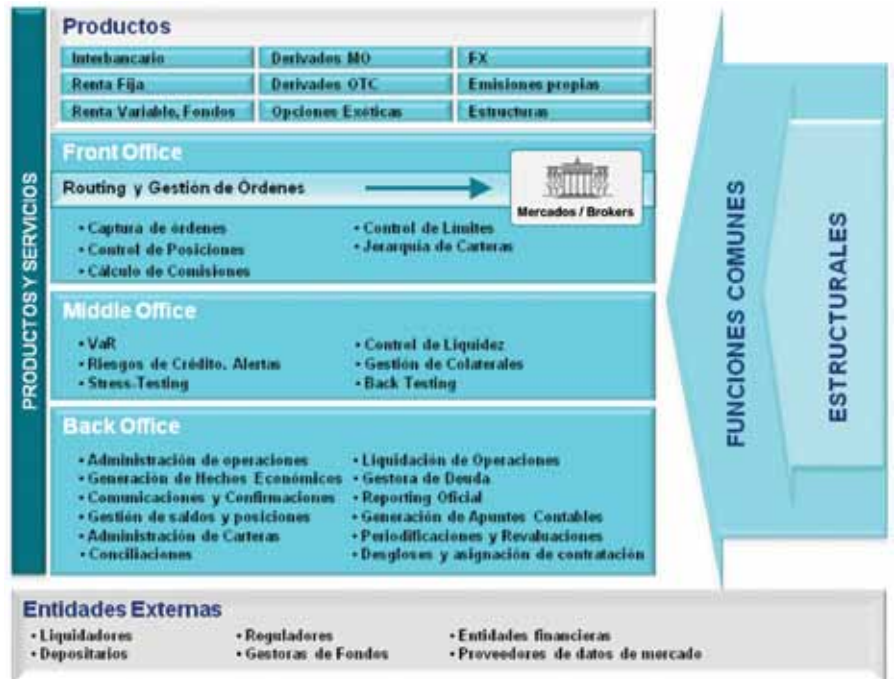 Productos
Interbancario
Derivados MO
FX
Renta Fija
Derivados OTC
Emisiones propias
Renta Variable, Fondos
Opciones Exóticas
Estructuras
PRODUCTOS Y SERVICIOS
Front Office
Routing y Gestión de Órdenes
Mercados / Brokers
• Captura de órdenes
• Control de Posiciones
• Cálculo de Comisiones
• Control de Límites
• Jerarquía de Carteras
Middle Office
• VaR
• Riesgos de Crédito. Alertas
• Stress-Testing
• Control de Liquidez
• Gestión de Colaterales
• Back Testing
Back Office
• Administración de operaciones
• Generación de Hechos Económicos
• Comunicaciones y Confirmaciones
• Gestión de saldos y posiciones
• Administración de Carteras
• Conciliaciones
• Liquidación de Operaciones
• Gestora de Deuda
• Reporting Oficial
• Generación de Apuntes Contables
• Periodificaciones y Revaluaciones
• Desgloses y asignación de contratación
FUNCIONES COMUNES
ESTRUCTURALES
Entidades Externas
• Liquidadores
• Depositarios
• Reguladores
• Gestoras de Fondos
• Entidades financieras
• Proveedores de datos de mercado